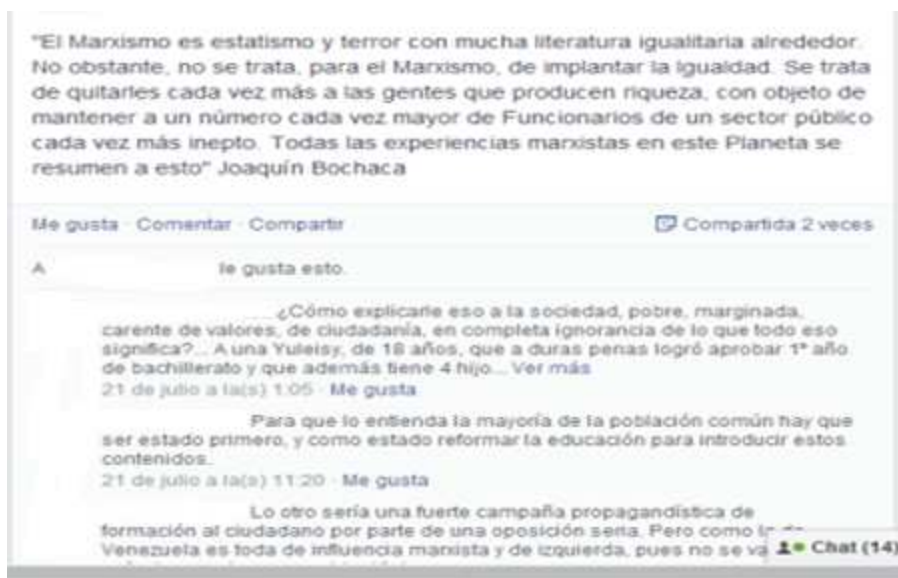 "El Marxismo es estatismo y terror con mucha literatura igualitaria alrededor.
No obstante, no se trata, para el Marxismo, de implantar la Igualdad. Se trata
de quitarles cada vez más a las gentes que producen riqueza, con objeto de
mantener a un número cada vez mayor de Funcionarios de un sector público
cada vez más inepto. Todas las experiencias marxistas en este Planeta se
resumen a esto" Joaquín Bochaca
Me gusta · Comentar · Compartir Compartida 2 veces
A le gusta esto.
¿Cómo explicarle eso a la sociedad, pobre, marginada,
carente de valores, de ciudadanía, en completa ignorancia de lo que todo eso
significa?... A una Yuleisy, de 18 años, que a duras penas logró aprobar 1° año
de bachillerato y que además tiene 4 hijo... Ver más
21 de julio a la(s) 1:05 · Me gusta
Para que lo entienda la mayoría de la población común hay que
ser estado primero, y como estado reformar la educación para introducir estos
contenidos.
21 de julio a la(s) 11:20 · Me gusta
Lo otro sería una fuerte campaña propagandística de
formación al ciudadano por parte de una oposición seria. Pero como la de
Venezuela es toda de influencia marxista y de izquierda, pues no se va
Chat (14)